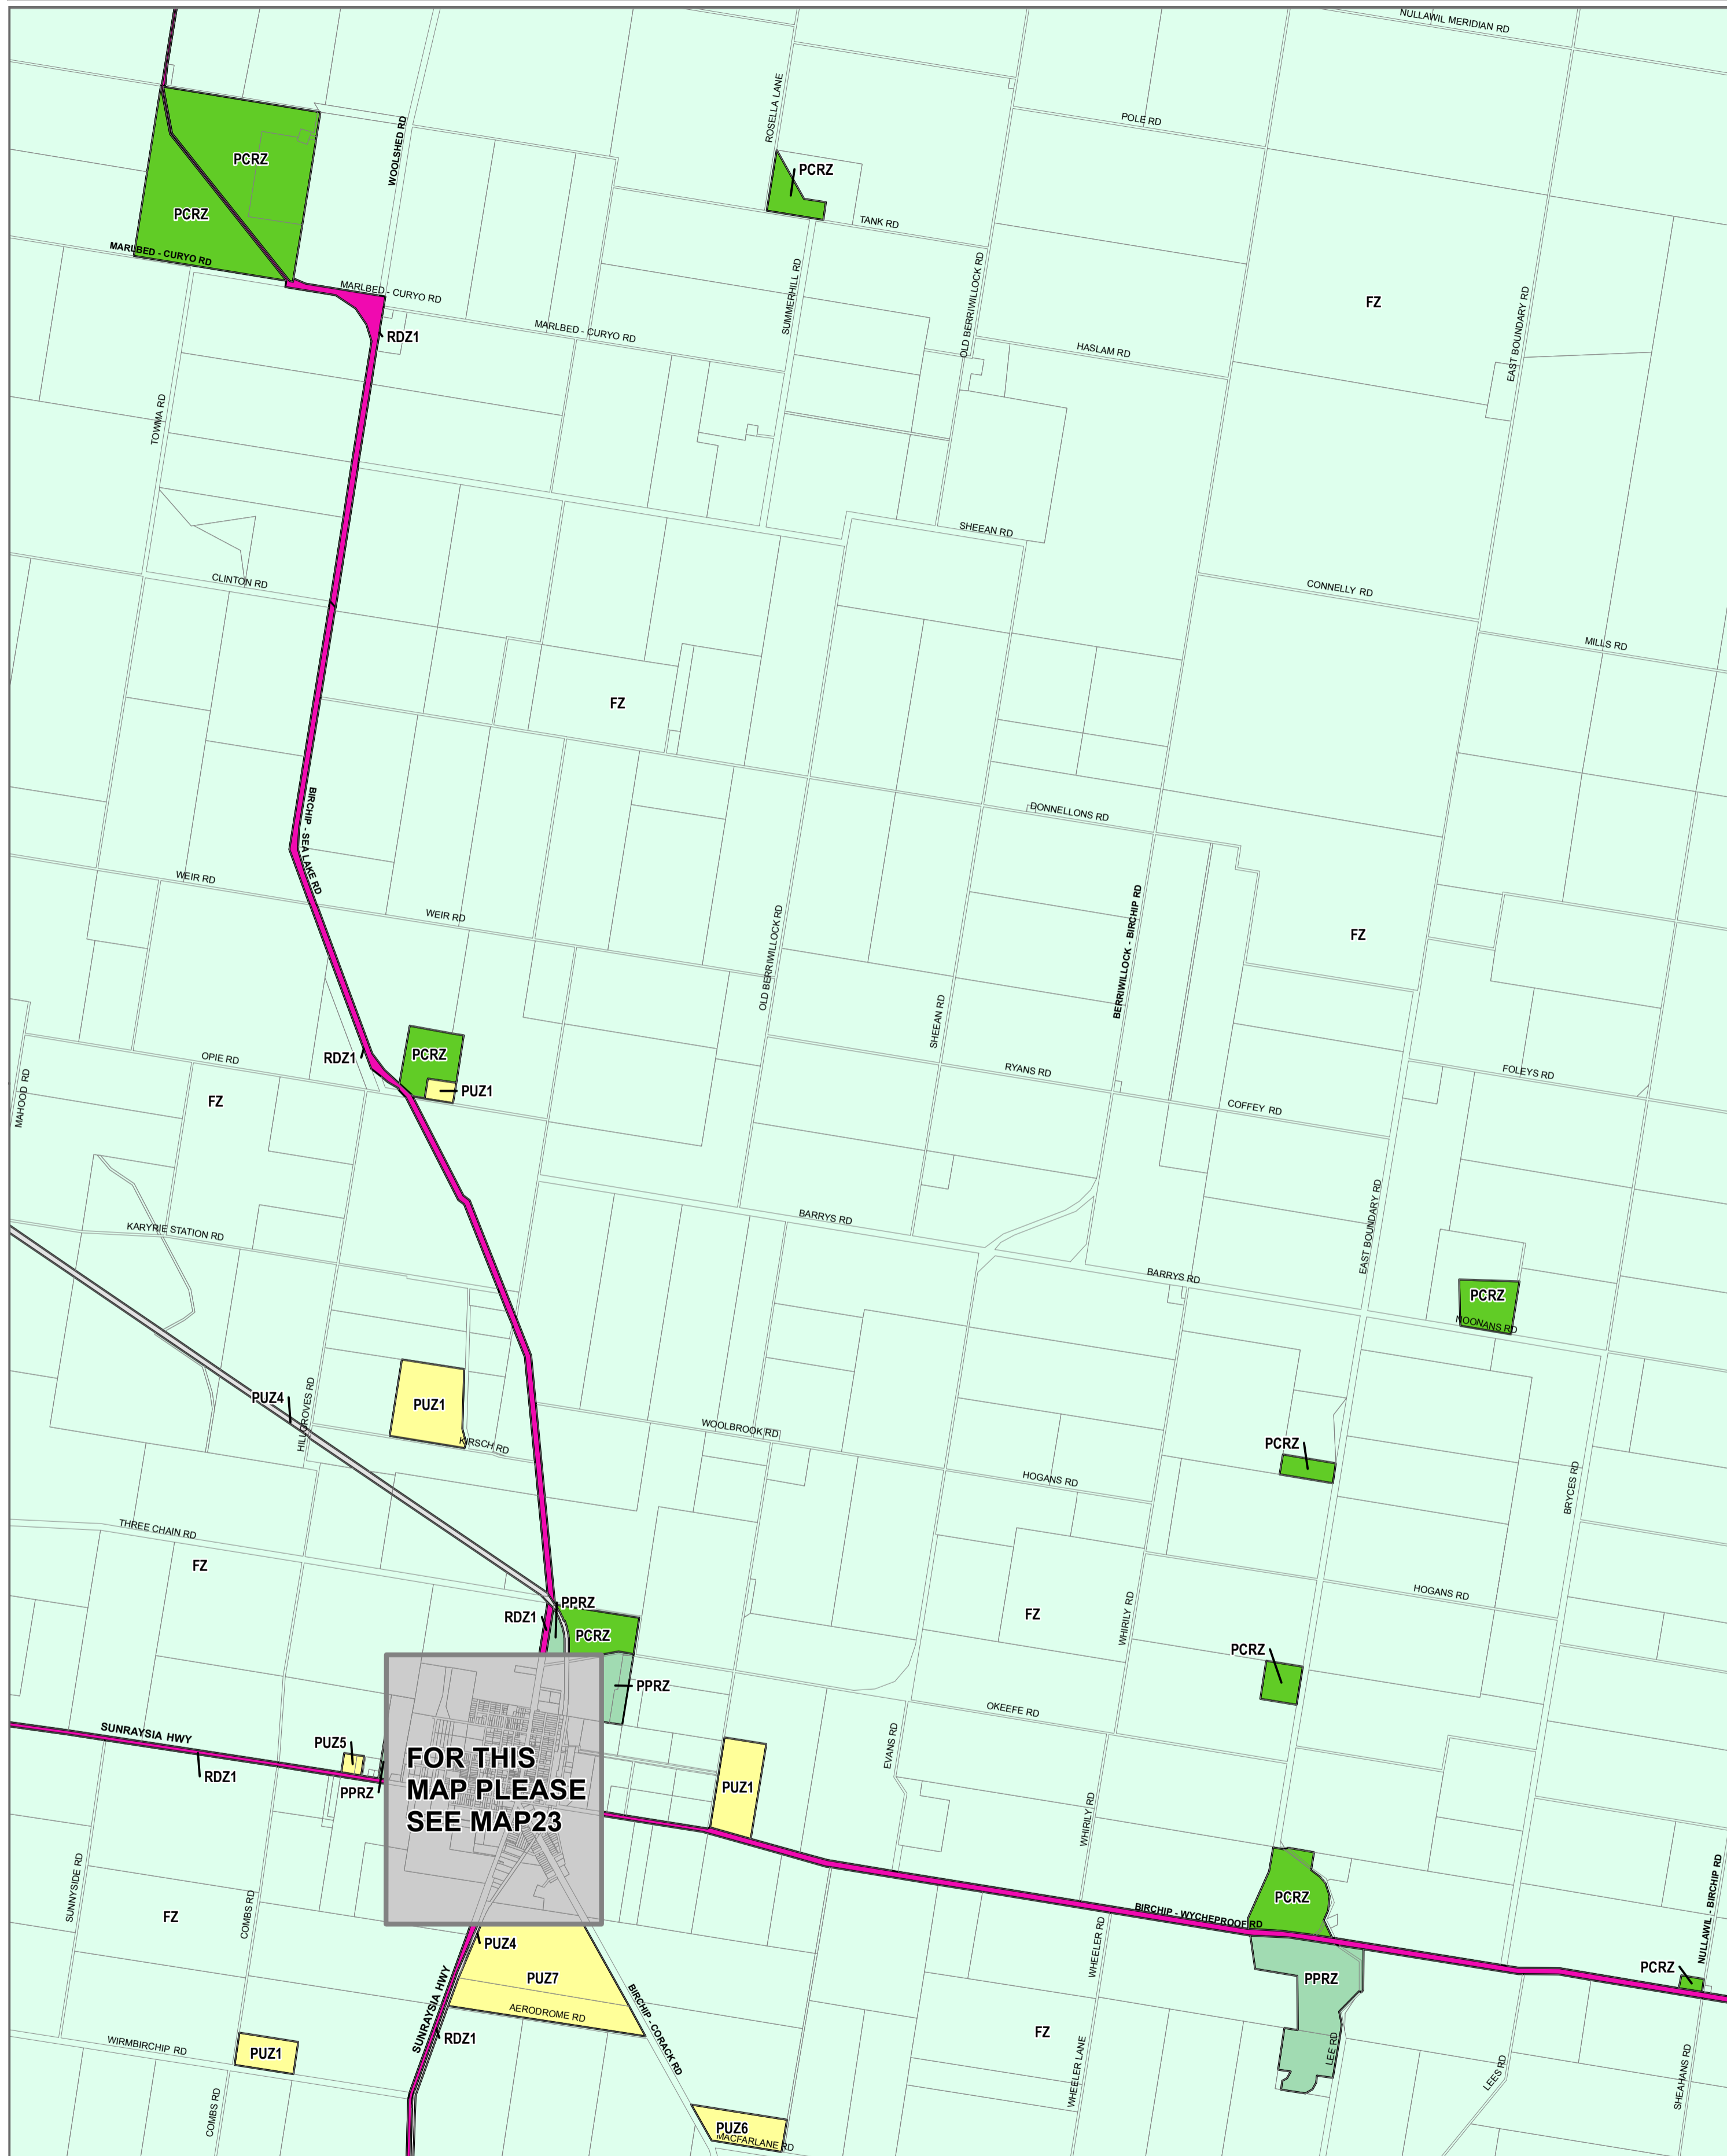 NULLAWIL MERIDIAN RD
ROSELLA LANE
POLE RD
WOOLSHED RD
PCRZ
PCRZ
PCRZ
TANK RD
MARLBED - CURYO RD
MARLBED - CURYO RD
SUMMERHILL RD
OLD BERRIWILLOCK RD
FZ
EAST BOUNDARY RD
MARLBED - CURYO RD
RDZ1
HASLAM RD
TOWMA RD
SHEEAN RD
CLINTON RD
CONNELLY RD
MILLS RD
FZ
BIRCHIP - SEA LAKE RD
DONNELLONS RD
WEIR RD
WEIR RD
OLD BERRIWILLOCK RD
BERRIWILLOCK - BIRCHIP RD
FZ
SHEEAN RD
OPIE RD
RDZ1
PCRZ
PUZ1
RYANS RD
FOLEYS RD
MAHOOD RD
FZ
COFFEY RD
KARYRIE STATION RD
BARRYS RD
EAST BOUNDARY RD
BARRYS RD
PCRZ
NOONANS RD
PUZ4
HILLGROVES RD
PUZ1
KIRSCH RD
WOOLBROOK RD
PCRZ
HOGANS RD
BRYCES RD
THREE CHAIN RD
FZ
HOGANS RD
PPRZ
RDZ1
PCRZ
FZ
WHIRILY RD
PCRZ
PPRZ
OKEEFE RD
SUNRAYSIA HWY
PUZ5
EVANS RD
RDZ1
PPRZ
FOR THIS
MAP PLEASE
SEE MAP23
PUZ1
WHIRILY RD
SUNNYSIDE RD
COMBS RD
FZ
PCRZ
BIRCHIP - WYCHEPROOF RD
NULLAWIL - BIRCHIP RD
PUZ4
WHEELER RD
PCRZ
PUZ7
PPRZ
SUNRAYSIA HWY
AERODROME RD
BIRCHIP - CORACK RD
RDZ1
FZ
LEE RD
WIRMBIRCHIP RD
PUZ1
WHEELER LANE
LEES RD
SHEAHANS RD
COMBS RD
PUZ6
MACFARLANE RD